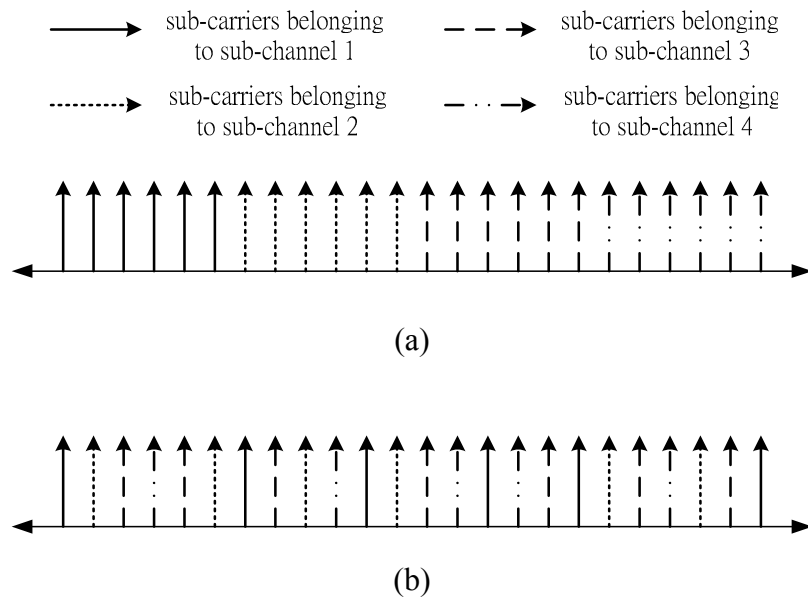 sub-carriers belonging
to sub-channel 1
sub-carriers belonging
to sub-channel 3
sub-carriers belonging
to sub-channel 2
sub-carriers belonging
to sub-channel 4
(a)
(b)